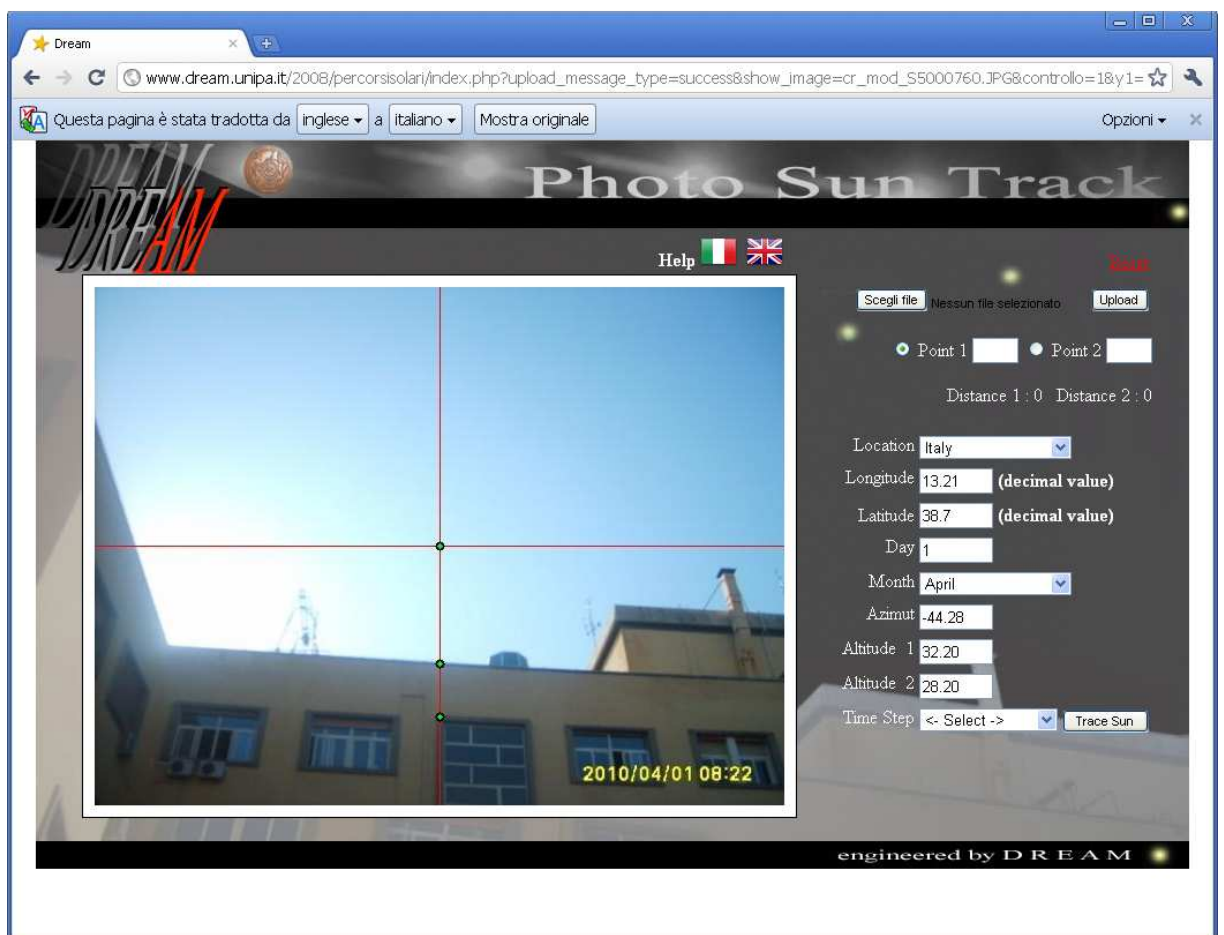 Dream
www.dream.unipa.it/2008/percorsisolari/index.php?upload_message_type=success&show_image=cr_mod_S5000760.JPG&controllo=1&y1=
Questa pagina è stata tradotta da inglese a italiano Mostra originale Opzioni
DREAM
DREAM
Photo Sun Track
Help
Scegli file Nessun file selezionato Upload
Point 1 Point 2
Distance 1 : 0 Distance 2 : 0
Location Italy
Longitude 13.21 (decimal value)
Latitude 38.7 (decimal value)
Day 1
Month April
Azimut -44.28
Altitude 1 32.20
Altitude 2 28.20
Time Step <- Select -> Trace Sun
2010/04/01 08:22
engineered by D R E A M